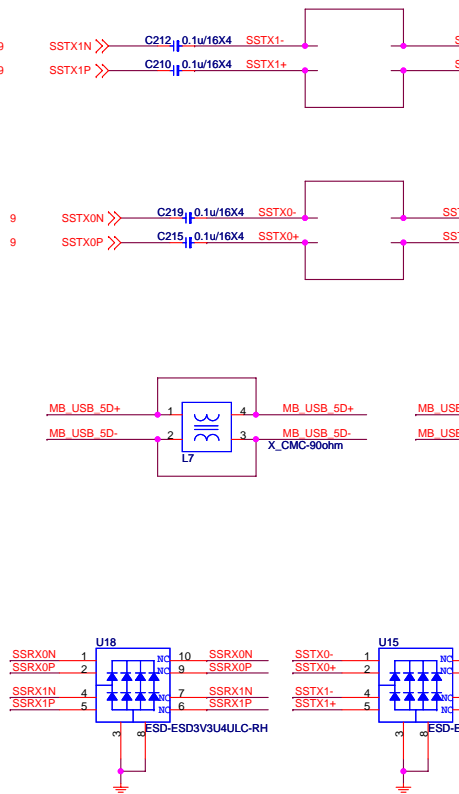 9 SSTX1N C212 0.1u/16X4 SSTX1-
9 SSTX1P C210 0.1u/16X4 SSTX1+
9 SSTX0N C219 0.1u/16X4 SSTX0- SST
9 SSTX0P C215 0.1u/16X4 SSTX0+ SST
MB_USB_5D+ 1 4 MB_USB_5D+ MB_USB
MB_USB_5D- 2 3 MB_USB_5D- MB_USB
L7 X_CMC-90ohm
U18 U15
SSRX0N 1 NC 10 SSRX0N SSTX0- 1
SSRX0P 2 NC 9 SSRX0P SSTX0+ 2
SSRX1N 4 NC 7 SSRX1N SSTX1- 4
SSRX1P 5 NC 6 SSRX1P SSTX1+ 5
3 8 ESD-ESD3V3U4ULC-RH 3 8 ESD-E